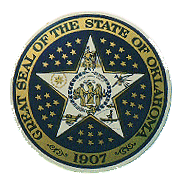 GREAT SEAL OF THE STATE OF OKLAHOMA
1907